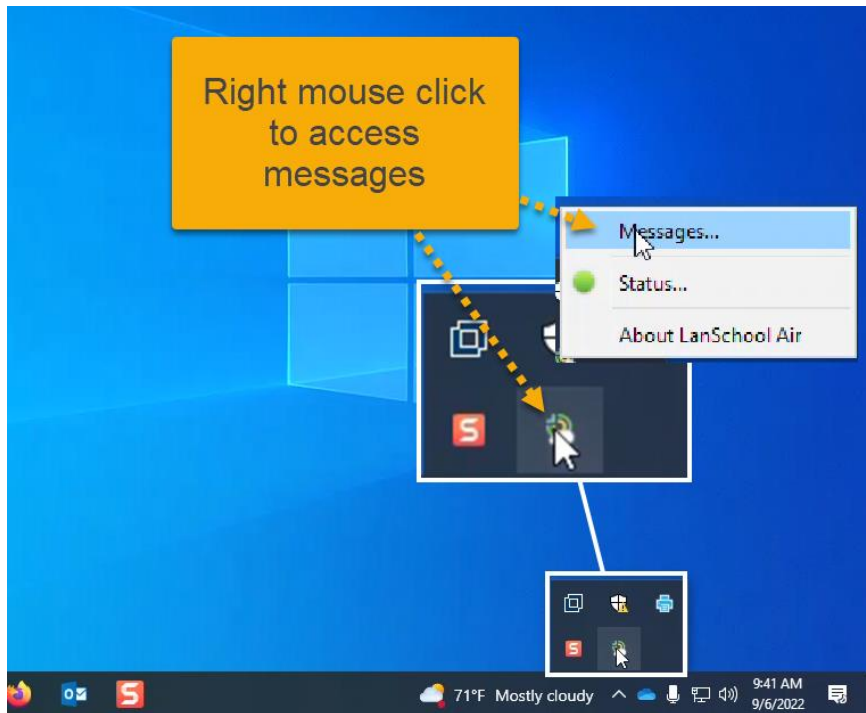 Right mouse click
to access
messages
Messages...
Status...
About LanSchool Air
S
S
S
71°F Mostly cloudy
9:41 AM
9/6/2022